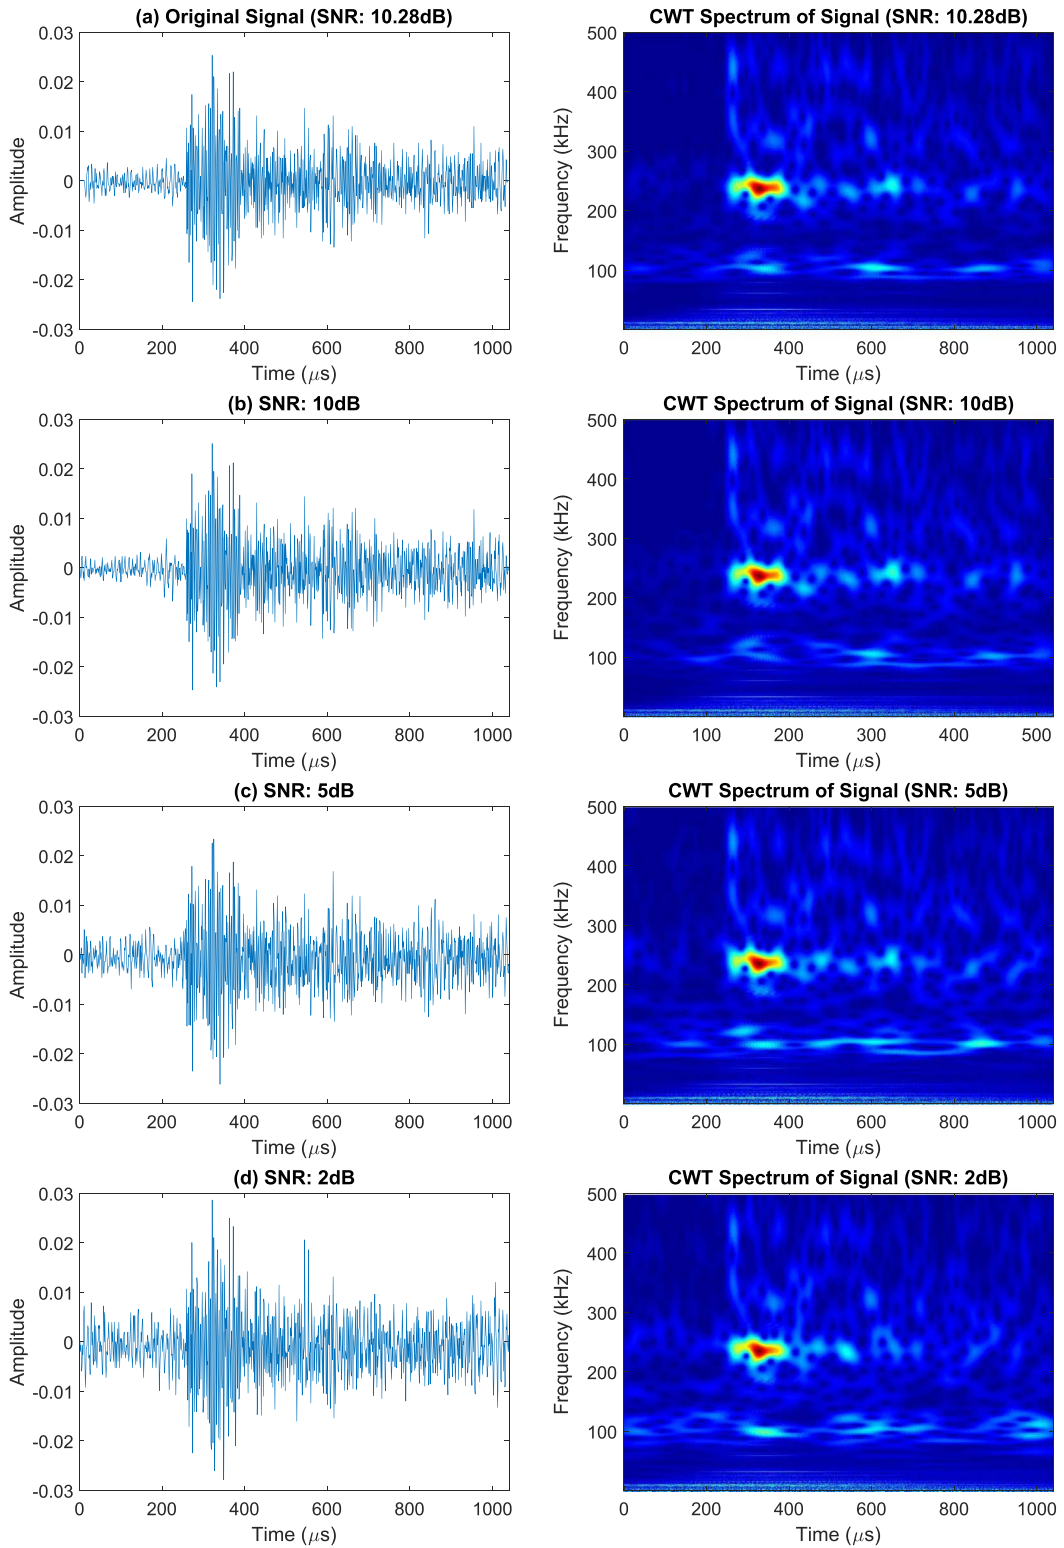 (a) Original Signal (SNR: 10.28dB)
0.03
0.02
0.01
0
-0.01
-0.02
-0.03
Amplitude
0 200 400 600 800 1000
Time (μs)
CWT Spectrum of Signal (SNR: 10.28dB)
500
400
300
200
100
Frequency (kHz)
0 200 400 600 800 1000
Time (μs)
(b) SNR: 10dB
0.03
0.02
0.01
0
-0.01
-0.02
-0.03
Amplitude
0 200 400 600 800 1000
Time (μs)
CWT Spectrum of Signal (SNR: 10dB)
500
400
300
200
100
Frequency (kHz)
0 100 200 300 400 500
Time (μs)
(c) SNR: 5dB
0.03
0.02
0.01
0
-0.01
-0.02
-0.03
Amplitude
0 200 400 600 800 1000
Time (μs)
CWT Spectrum of Signal (SNR: 5dB)
500
400
300
200
100
Frequency (kHz)
0 200 400 600 800 1000
Time (μs)
(d) SNR: 2dB
0.03
0.02
0.01
0
-0.01
-0.02
-0.03
Amplitude
0 200 400 600 800 1000
Time (μs)
CWT Spectrum of Signal (SNR: 2dB)
500
400
300
200
100
Frequency (kHz)
0 200 400 600 800 1000
Time (μs)